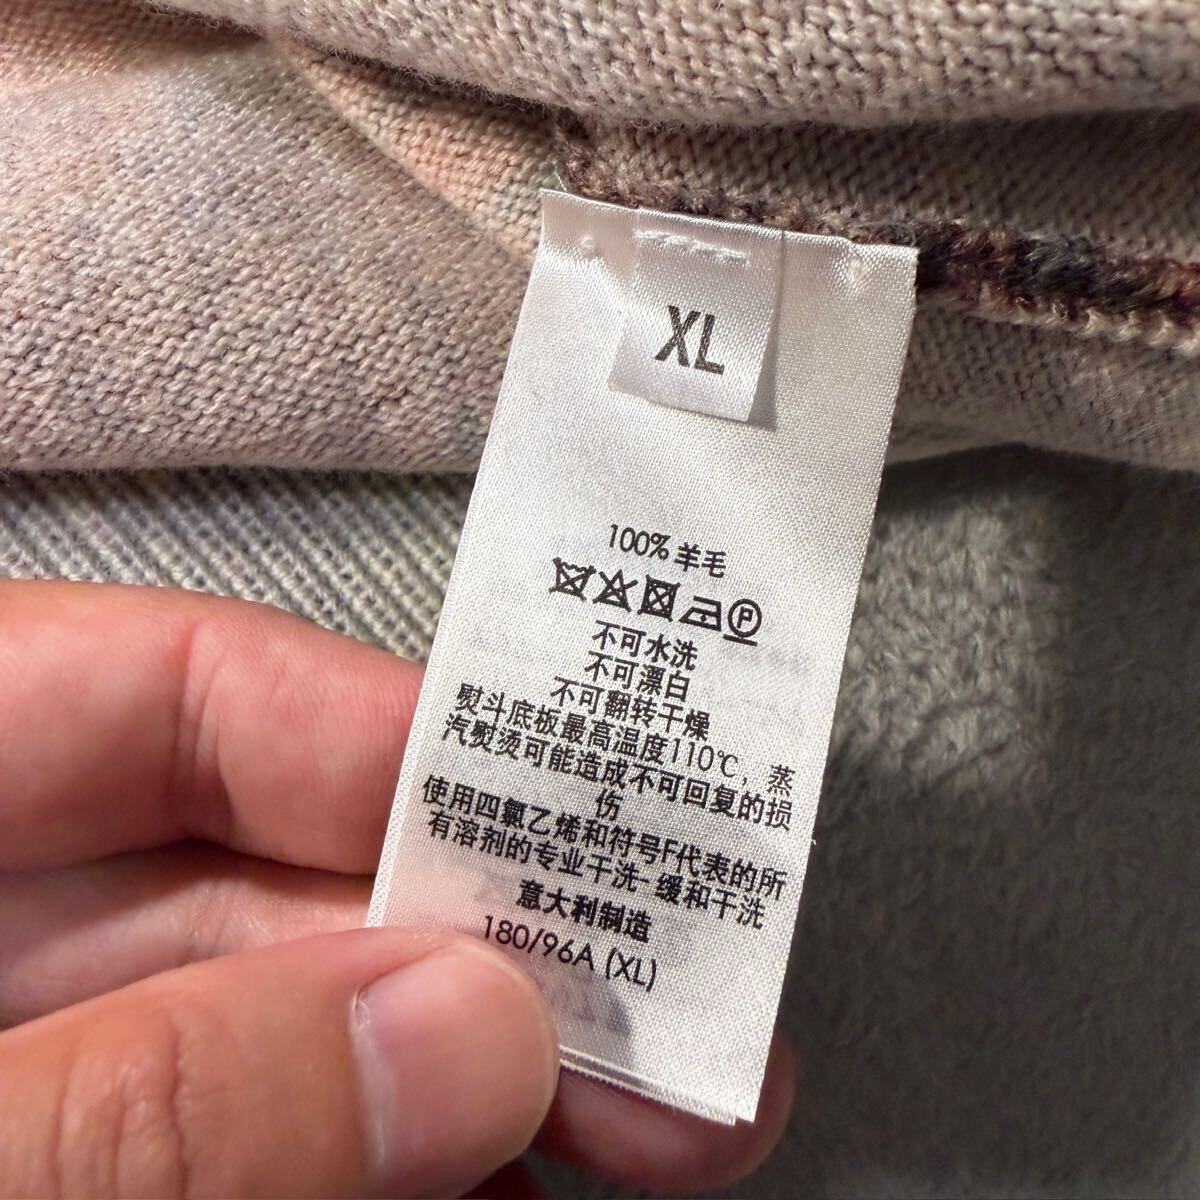 XL
100% 羊毛
P
不可水洗
不可漂白
不可翻转干燥
熨斗底板最高温度110℃，蒸
汽熨烫可能造成不可回复的损
伤
使用四氯乙烯和符号F代表的所
有溶剂的专业干洗-缓和干洗
意大利制造
180/96A (XL)